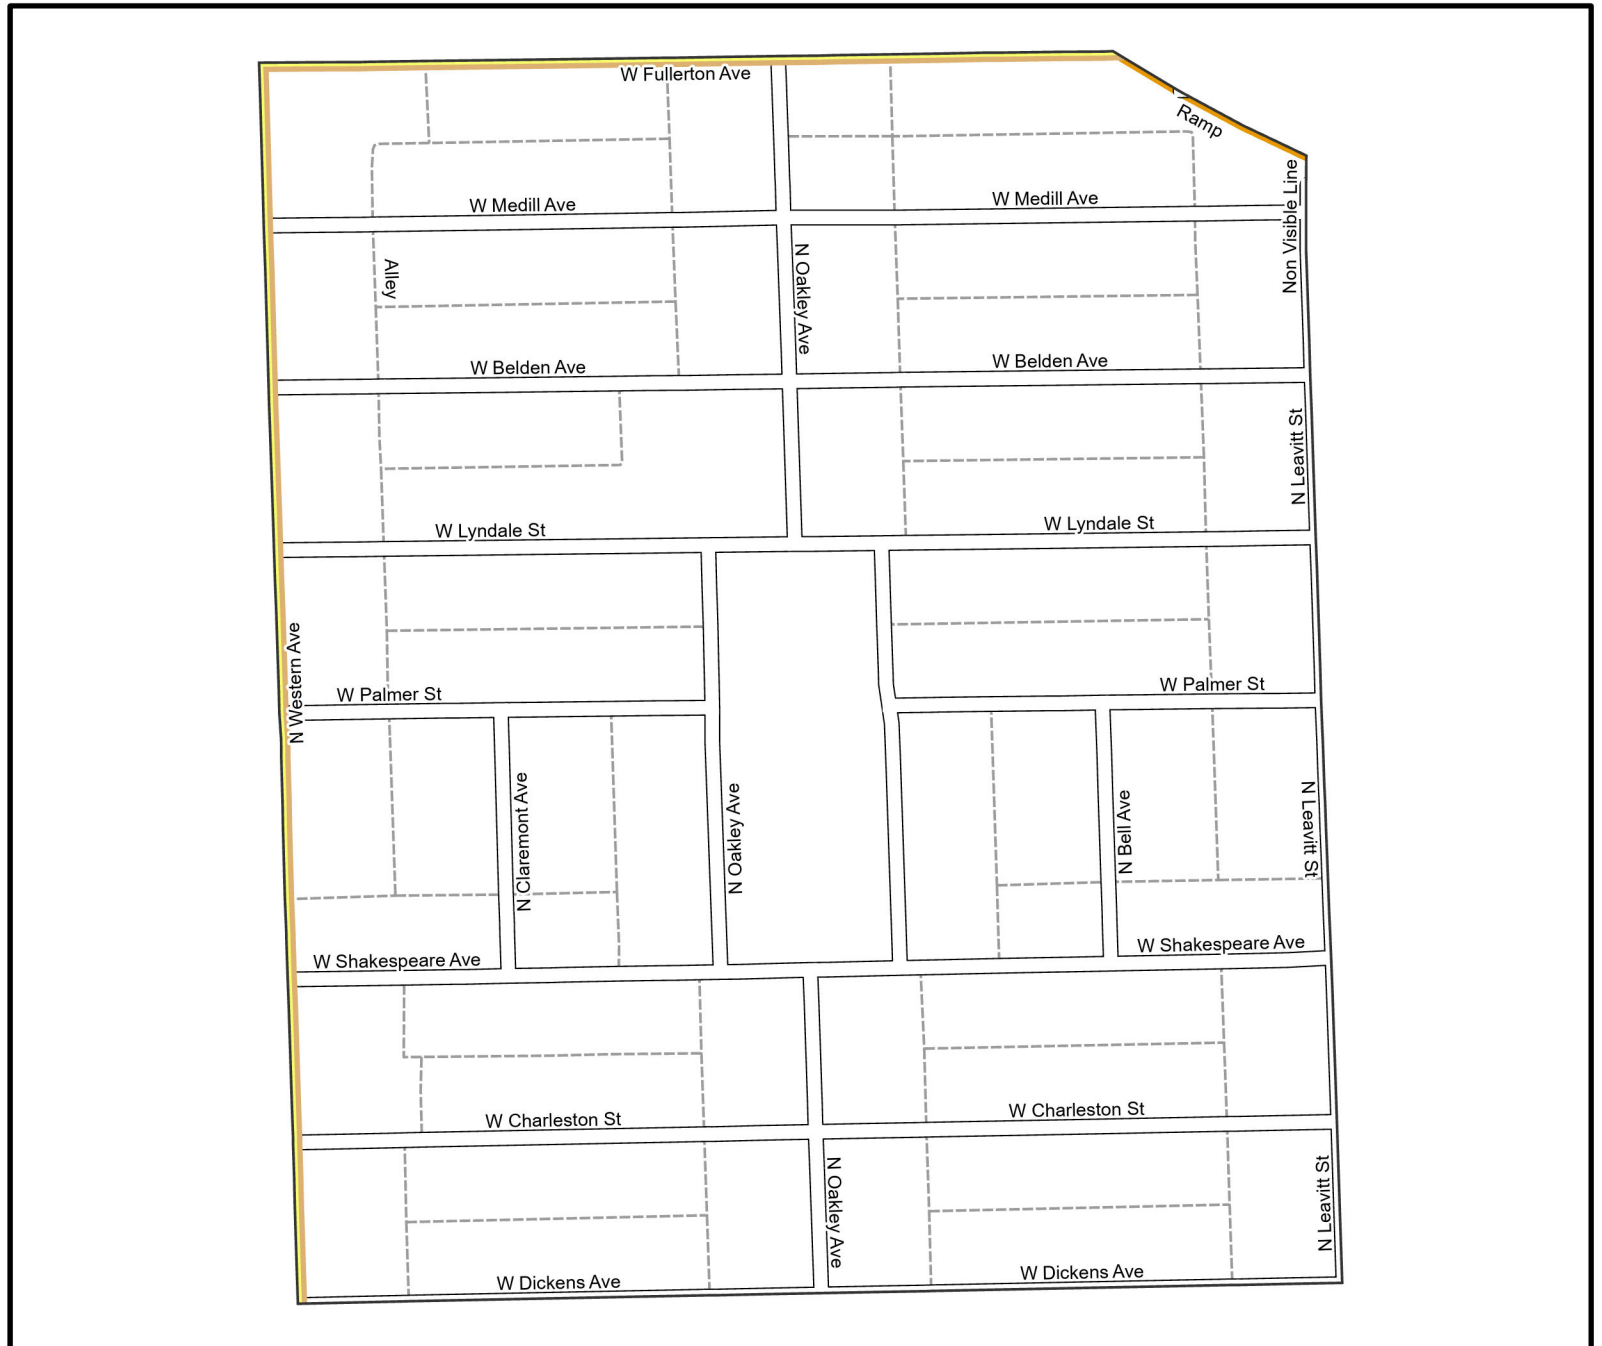 W Fullerton Ave
Ramp
W Medill Ave
W Medill Ave
Non Visible Line
Alley
N Oakley Ave
W Belden Ave
W Belden Ave
N Leavitt St
W Lyndale St
W Lyndale St
N Western Ave
W Palmer St
W Palmer St
N Claremont Ave
N Oakley Ave
N Bell Ave
N Leavitt St
W Shakespeare Ave
W Shakespeare Ave
W Charleston St
W Charleston St
N Oakley Ave
N Leavitt St
W Dickens Ave
W Dickens Ave